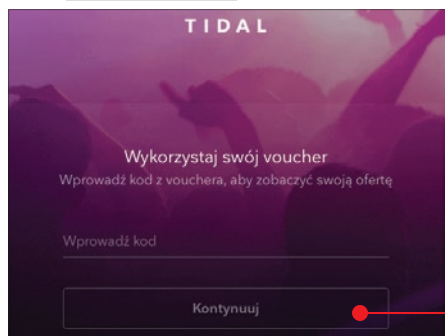 TIDAL
Wykorzystaj swój voucher
Wprowadź kod z vouchera, aby zobaczyć swoją ofertę
Wprowadź kod
Kontynuuj